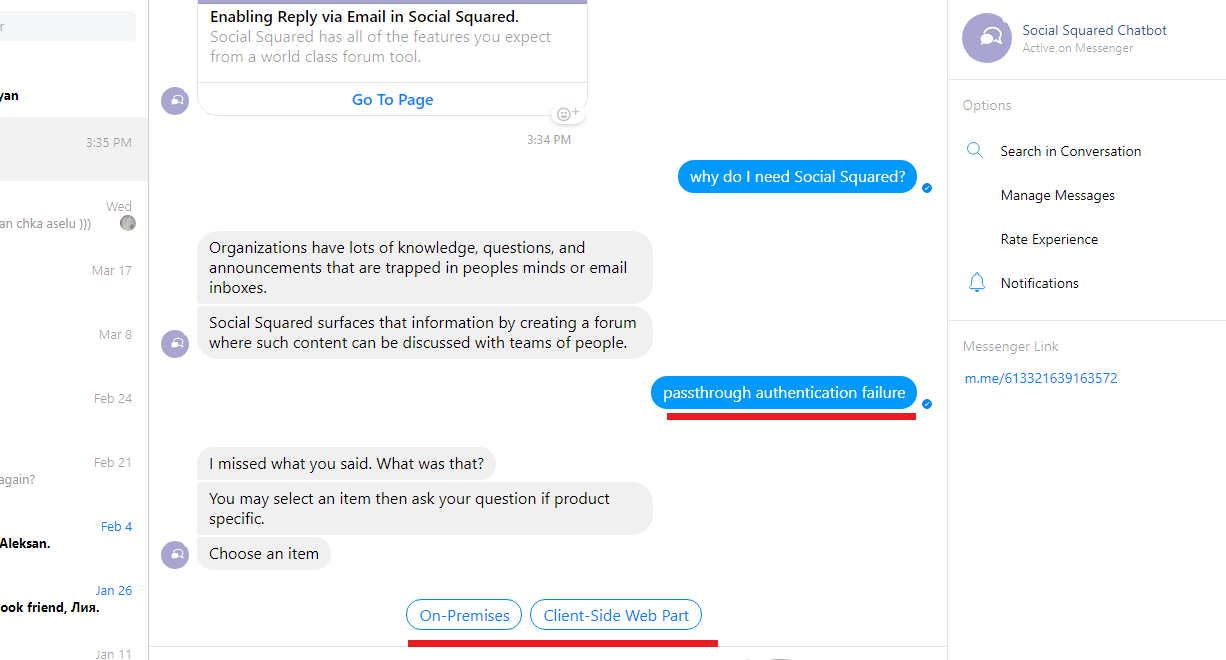 r
yan
3:35 PM
Wed
an chka aselu )))
Mar 17
Mar 8
Feb 24
Feb 21
again?
Feb 4
Aleksan.
Jan 26
ook friend, Лия.
Jan 11
Enabling Reply via Email in Social Squared.
Social Squared has all of the features you expect
from a world class forum tool.
Go To Page
3:34 PM
why do I need Social Squared?
Organizations have lots of knowledge, questions, and
announcements that are trapped in peoples minds or email
inboxes.
Social Squared surfaces that information by creating a forum
where such content can be discussed with teams of people.
passthrough authentication failure
I missed what you said. What was that?
You may select an item then ask your question if product
specific.
Choose an item
On-Premises
Client-Side Web Part
Social Squared Chatbot
Active on Messenger
Options
Search in Conversation
Manage Messages
Rate Experience
Notifications
Messenger Link
m.me/613321639163572